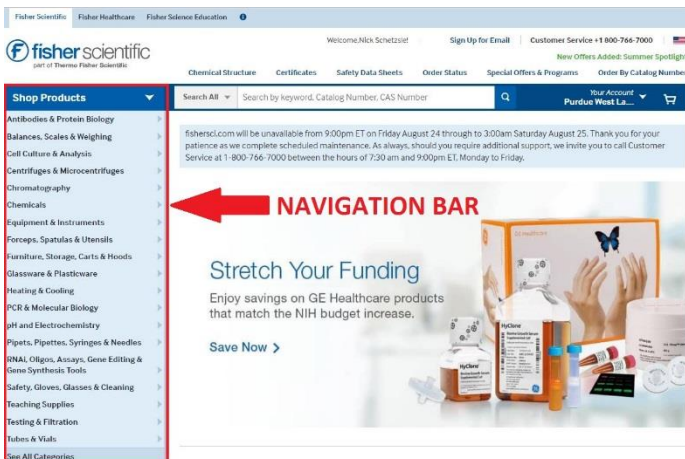 Fisher Scientific Fisher Healthcare Fisher Science Education
fisher scientific
part of Thermo Fisher Scientific
Welcome, Nick Schetzsle! Sign Up for Email Customer Service +1 800-766-7000
New Offers Added: Summer Spotlight
Chemical Structure Certificates Safety Data Sheets Order Status Special Offers & Programs Order By Catalog Number
Shop Products
Search All Search by keyword, Catalog Number, CAS Number
Your Account
Purdue West La...
Antibodies & Protein Biology
Balances, Scales & Weighing
Cell Culture & Analysis
Centrifuges & Microcentrifuges
Chromatography
Chemicals
Equipment & Instruments
Forceps, Spatulas & Utensils
Furniture, Storage, Carts & Hoods
Glassware & Plasticware
Heating & Cooling
PCR & Molecular Biology
pH and Electrochemistry
Pipets, Pipettes, Syringes & Needles
RNAi, Oligos, Assays, Gene Editing &
Gene Synthesis Tools
Safety, Gloves, Glasses & Cleaning
Teaching Supplies
Testing & Filtration
Tubes & Vials
See All Categories
fishersci.com will be unavailable from 9:00pm ET on Friday August 24 through to 3:00am Saturday August 25. Thank you for your
patience as we complete scheduled maintenance. As always, should you require additional support, we invite you to call Customer
Service at 1-800-766-7000 between the hours of 7:30 am and 9:00pm ET, Monday to Friday.
NAVIGATION BAR
Stretch Your Funding
Enjoy savings on GE Healthcare products
that match the NIH budget increase.
Save Now
GE Healthcare
HyClone
HyClone